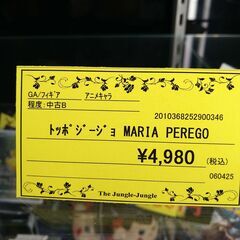 GA/ﾌｨｷﾞｱ アニメキャラ
程度:中古B
2010368252900346
ﾄｯﾎﾟｼﾞｰｼﾞｮ MARIA PEREGO
¥4,980 (税込)
060425
The Jungle-Jungle